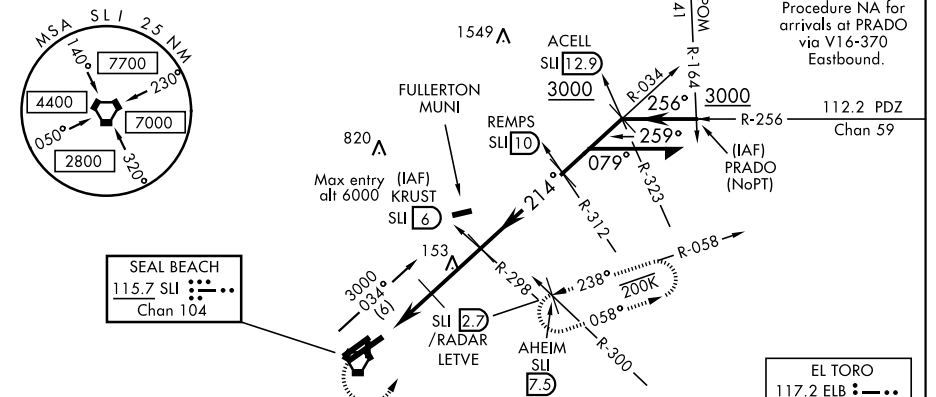 MSA SLI 25 NM
140°
7700
230°
4400
7000
050°
2800
320°
1549
820
Max entry
alt 6000
(IAF)
KRUST
SLI 6
FULLERTON
MUNI
ACELL
SLI 12.9
3000
REMPS
SLI 10
R-034
256°
3000
259°
079°
POM
41
R-164
Procedure NA for
arrivals at PRADO
via V16-370
Eastbound.
R-256
112.2 PDZ
Chan 59
(IAF)
PRADO
(NoPT)
R-323
R-312
214°
153
R-298
R-058
238°
200K
058°
R-300
SEAL BEACH
115.7 SLI
Chan 104
3000
034°
(6)
SLI 2.7
/RADAR
LETVE
AHEIM
SLI
7.5
EL TORO
117.2 ELB